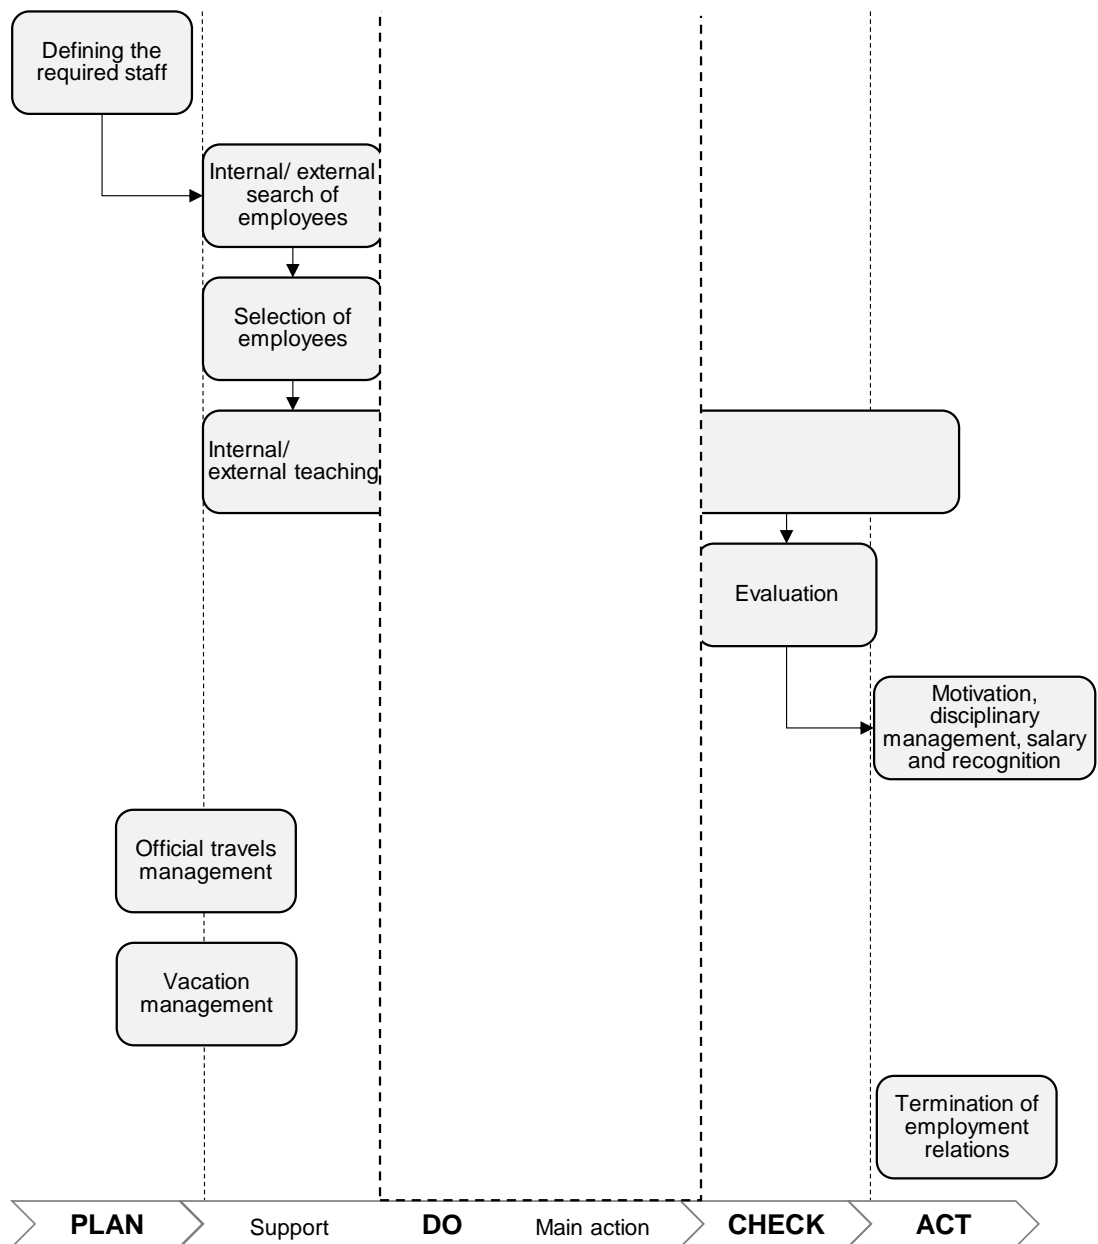 Defining the
required staff
Internal/ external
search of
employees
Selection of
employees
Internal/
external teaching
Evaluation
Motivation,
disciplinary
management, salary
and recognition
Official travels
management
Vacation
management
Termination of
employment
relations
PLAN
Support
DO
Main action
CHECK
ACT